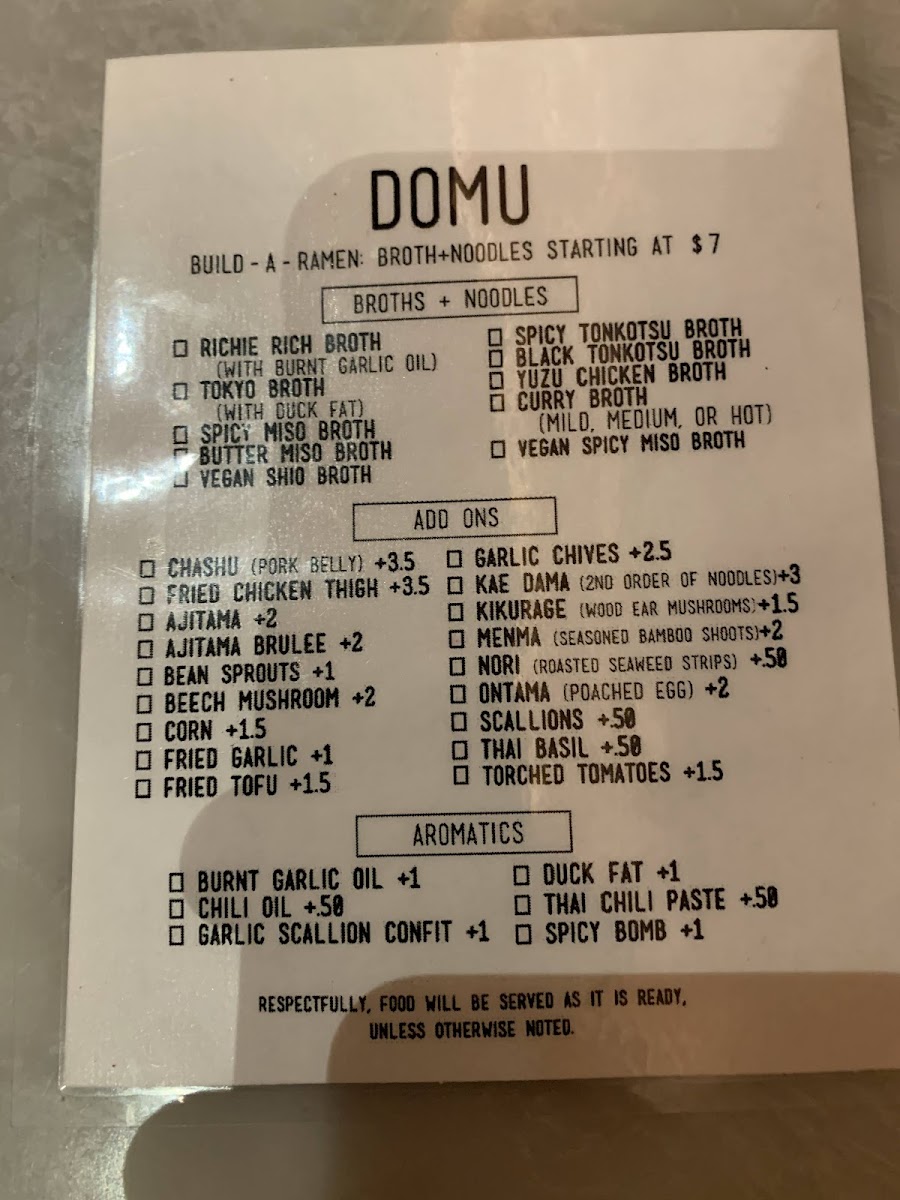 DOMU
BUILD - A - RAMEN: BROTH+NOODLES STARTING AT $7
BROTHS + NOODLES
RICHIE RICH BROTH
(WITH BURNT GARLIC OIL)
TOKYO BROTH
(WITH DUCK FAT)
SPICY MISO BROTH
BUTTER MISO BROTH
VEGAN SHIO BROTH
SPICY TONKOTSU BROTH
BLACK TONKOTSU BROTH
YUZU CHICKEN BROTH
CURRY BROTH
(MILD, MEDIUM, OR HOT)
VEGAN SPICY MISO BROTH
ADD ONS
CHASHU (PORK BELLY) +3.5
FRIED CHICKEN THIGH +3.5
AJITAMA +2
AJITAMA BRULEE +2
BEAN SPROUTS +1
BEECH MUSHROOM +2
CORN +1.5
FRIED GARLIC +1
FRIED TOFU +1.5
GARLIC CHIVES +2.5
KAE DAMA (2ND ORDER OF NOODLES)+3
KIKURAGE (WOOD EAR MUSHROOMS)+1.5
MENMA (SEASONED BAMBOO SHOOTS)+2
NORI (ROASTED SEAWEED STRIPS) +.50
ONTAMA (POACHED EGG) +2
SCALLIONS +.50
THAI BASIL +.50
TORCHED TOMATOES +1.5
AROMATICS
BURNT GARLIC OIL +1
CHILI OIL +.50
GARLIC SCALLION CONFIT +1
DUCK FAT +1
THAI CHILI PASTE +.50
SPICY BOMB +1
RESPECTFULLY, FOOD WILL BE SERVED AS IT IS READY,
UNLESS OTHERWISE NOTED.